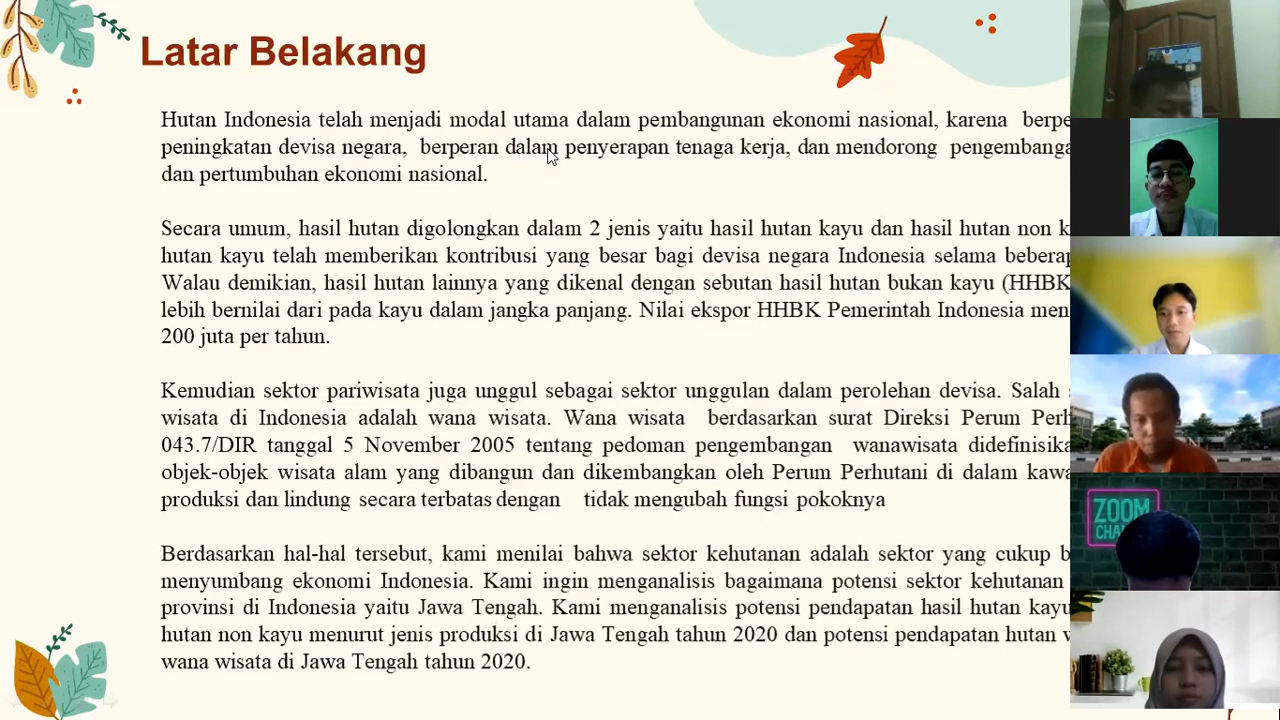 Latar Belakang
Hutan Indonesia telah menjadi modal utama dalam pembangunan ekonomi nasional, karena
peningkatan devisa negara, berperan dalam penyerapan tenaga kerja, dan mendorong
dan pertumbuhan ekonomi nasional.
Secara umum, hasil hutan digolongkan dalam 2 jenis yaitu hasil hutan kayu dan hasil hutan non
hutan kayu telah memberikan kontribusi yang besar bagi devisa negara Indonesia selama
Walau demikian, hasil hutan lainnya yang dikenal dengan sebutan hasil hutan bukan kayu (HHBK
lebih bernilai dari pada kayu dalam jangka panjang. Nilai ekspor HHBK Pemerintah Indonesia
200 juta per tahun.
Kemudian sektor pariwisata juga unggul sebagai sektor unggulan dalam perolehan devisa. Salah
wisata di Indonesia adalah wana wisata. Wana wisata berdasarkan surat Direksi Perum
043.7/DIR tanggal 5 November 2005 tentang pedoman pengembangan wanawisata
objek-objek wisata alam yang dibangun dan dikembangkan oleh Perum Perhutani di dalam
produksi dan lindung secara terbatas dengan tidak mengubah fungsi pokoknya
Berdasarkan hal-hal tersebut, kami menilai bahwa sektor kehutanan adalah sektor yang cukup
menyumbang ekonomi Indonesia. Kami ingin menganalisis bagaimana potensi sektor kehutanan
provinsi di Indonesia yaitu Jawa Tengah. Kami menganalisis potensi pendapatan hasil hutan kayu
hutan non kayu menurut jenis produksi di Jawa Tengah tahun 2020 dan potensi pendapatan hutan
wana wisata di Jawa Tengah tahun 2020.
ZOOM